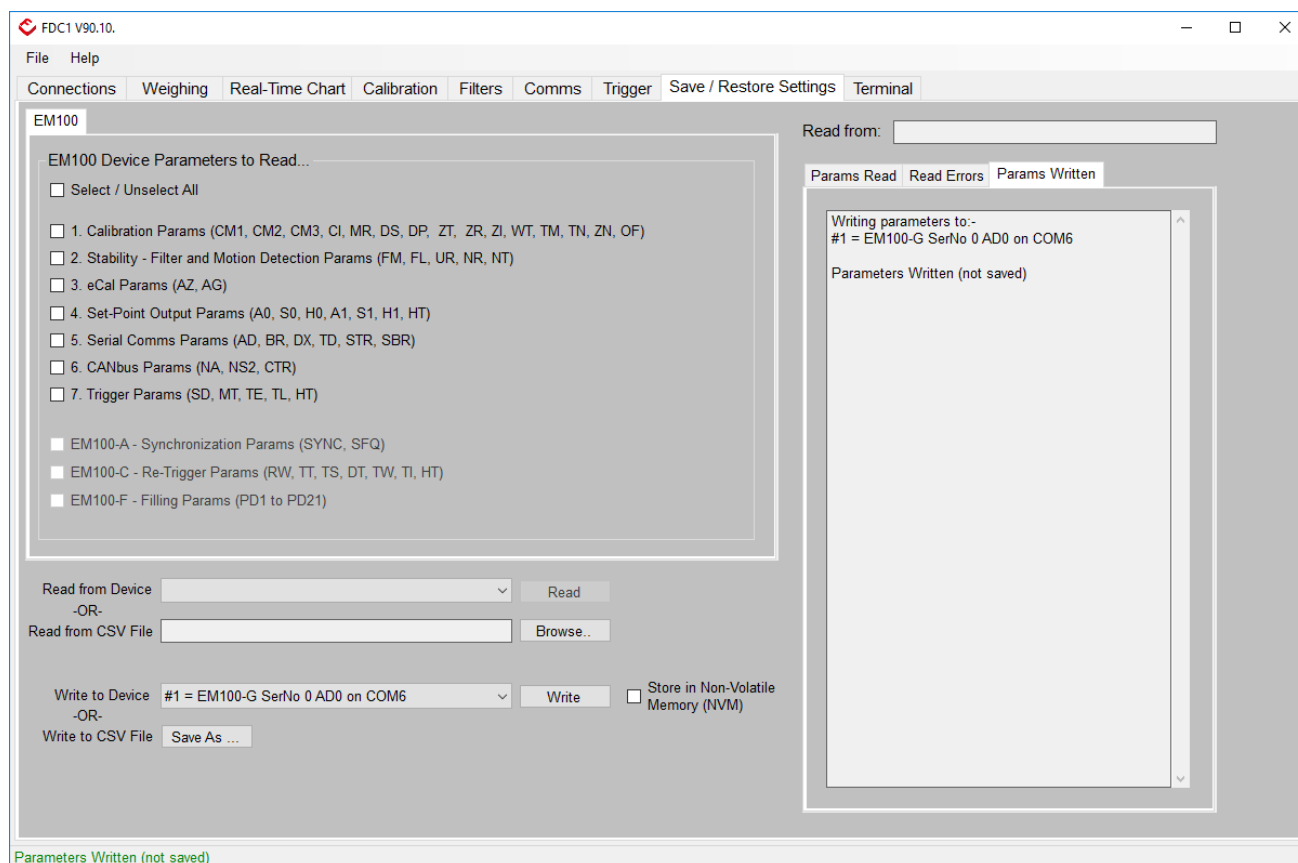 FDC1 V90.10.
File Help
Connections Weighing Real-Time Chart Calibration Filters Comms Trigger Save / Restore Settings Terminal
EM100
EM100 Device Parameters to Read...
Select / Unselect All
1. Calibration Params (CM1, CM2, CM3, CI, MR, DS, DP, ZT, ZR, ZI, WT, TM, TN, ZN, OF)
2. Stability - Filter and Motion Detection Params (FM, FL, UR, NR, NT)
3. eCal Params (AZ, AG)
4. Set-Point Output Params (A0, S0, H0, A1, S1, H1, HT)
5. Serial Comms Params (AD, BR, DX, TD, STR, SBR)
6. CANbus Params (NA, NS2, CTR)
7. Trigger Params (SD, MT, TE, TL, HT)
EM100-A - Synchronization Params (SYNC, SFQ)
EM100-C - Re-Trigger Params (RW, TT, TS, DT, TW, TI, HT)
EM100-F - Filling Params (PD1 to PD21)
Read from Device Read
-OR-
Read from CSV File Browse..
Write to Device #1 = EM100-G SerNo 0 AD0 on COM6 Write
Store in Non-Volatile
Memory (NVM)
-OR-
Write to CSV File Save As ...
Read from:
Params Read Read Errors Params Written
Writing parameters to:-
#1 = EM100-G SerNo 0 AD0 on COM6
Parameters Written (not saved)
Parameters Written (not saved)